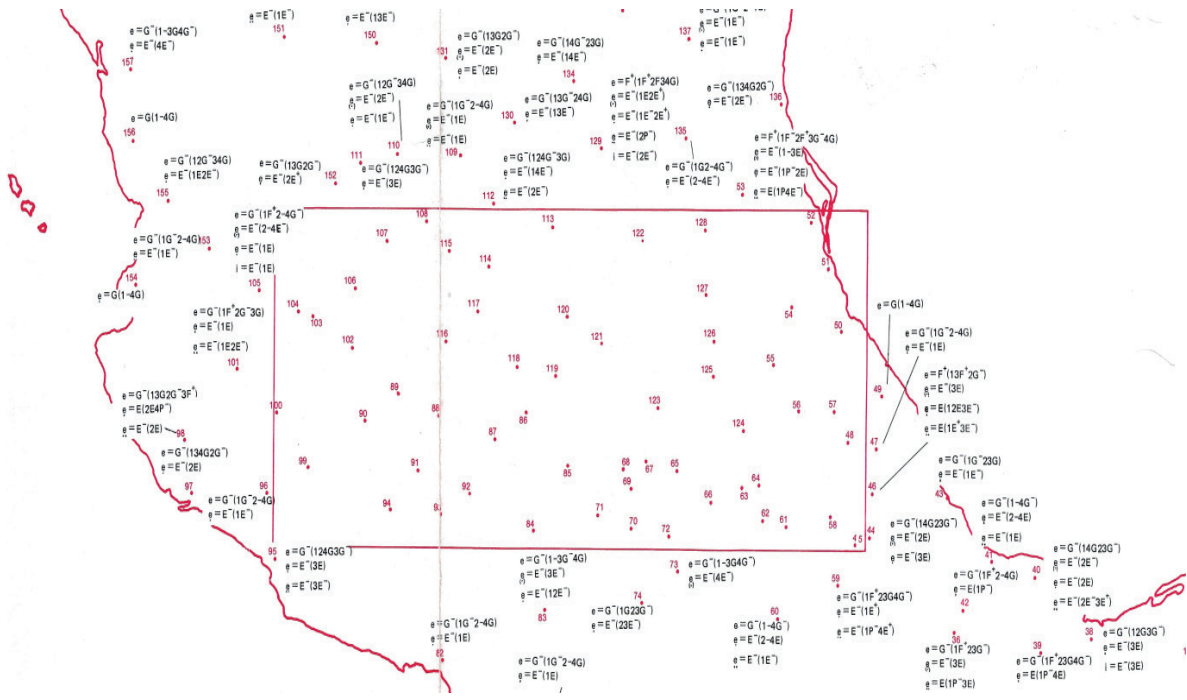 ẹ=G⁻(1-3G4G⁻)
ẹ=E⁻(4E⁻)
157
e̤=E⁻(1E⁻)
151
ẹ=E⁻(13E⁻)
150
131
ẹ=G⁻(13G2G⁻)
ẹ=E⁻(2E⁻)
ẹ=E⁻(2E)
ẹ=G⁻(14G⁻23G)
ẹ=E⁻(14E⁻)
134
137
ẹ=E⁻(1E⁻)
e̤=E⁻(1E⁻)
ẹ=G⁻(12G⁻34G)
ẹ=E⁻(2E⁻)
e̤=E⁻(1E⁻)
110
ẹ=G⁻(1G⁻2-4G)
ẹ=E⁻(1E)
e̤=E⁻(1E)
109
ẹ=G⁻(13G⁻24G)
ẹ=E⁻(13E⁻)
130
ẹ=F⁺(1F⁺2F34G)
ẹ=E⁻(1E2E⁺)
ẹ=E⁻(1E⁻2E⁺)
e̤=E⁻(2P⁻)
i=E⁻(2E⁻)
129
135
ẹ=G⁻(134G2G⁻)
ẹ=E⁻(2E⁻)
136
ẹ=G(1-4G)
156
ẹ=G⁻(12G⁻34G)
ẹ=E⁻(1E2E⁻)
155
ẹ=G⁻(13G2G⁻)
ẹ=E⁻(2E⁺)
152
111
ẹ=G⁻(124G3G⁻)
ẹ=E⁻(3E)
ẹ=G⁻(124G⁻3G)
ẹ=E⁻(14E)
e̤=E⁻(2E⁻)
112
ẹ=G⁻(1G2-4G⁻)
ẹ=E⁻(2-4E⁻)
ẹ=F⁺(1F⁻2F⁺3G⁻4G)
ẹ=E⁻(1-3E)
ẹ=E⁻(1P⁻2E)
e̤=E(1P4E⁻)
53
52
ẹ=G⁻(1G⁻2-4G)
ẹ=E⁻(1E⁻)
153
154
ẹ=G(1-4G)
ẹ=G⁻(1F⁺2-4G⁻)
ẹ=E⁻(2-4E⁻)
ẹ=E⁻(1E)
i=E⁻(1E)
105
108
107
115
114
113
122
128
51
106
104
103
117
120
127
54
50
ẹ=G(1-4G)
49
ẹ=G⁻(1F⁺2G⁻3G)
ẹ=E⁻(1E)
e̤=E⁻(1E2E⁻)
101
102
116
118
119
121
126
125
55
ẹ=G⁻(1G⁻2-4G)
ẹ=E⁻(1E)
47
ẹ=F⁺(13F⁺2G⁻)
ẹ=E⁻(3E)
ẹ=E(12E3E⁻)
e̤=E(1E⁺3E⁻)
46
ẹ=G⁻(13G2G⁻3F⁺)
ẹ=E(2E4P⁻)
e̤=E⁻(2E)
98
100
89
90
88
86
87
123
124
56
57
48
ẹ=G⁻(134G2G⁻)
ẹ=E⁻(2E)
97
96
99
91
92
94
93
85
68
67
65
69
66
63
64
ẹ=G⁻(1G⁻23G)
ẹ=E⁻(1E⁻)
43
ẹ=G⁻(1G⁻2-4G)
ẹ=E⁻(1E⁻)
84
71
70
72
62
61
58
45
44
ẹ=G⁻(14G23G⁻)
ẹ=E⁻(2E)
ẹ=E⁻(3E)
ẹ=G⁻(1-4G⁻)
ẹ=E⁻(2-4E)
e̤=E⁻(1E)
41
95
ẹ=G⁻(124G3G⁻)
ẹ=E⁻(3E)
e̤=E⁻(3E⁻)
ẹ=G⁻(1-3G⁻4G)
ẹ=E⁻(3E⁻)
e̤=E⁻(12E⁻)
83
73
ẹ=G⁻(1-3G4G⁻)
ẹ=E⁻(4E⁻)
74
ẹ=G⁻(1G23G⁻)
ẹ=E⁻(23E⁻)
59
ẹ=G⁻(1F⁺23G4G⁻)
ẹ=E⁻(1E⁺)
e̤=E⁻(1P⁻4E⁺)
ẹ=G⁻(1F⁺2-4G)
ẹ=E(1P⁻)
42
40
ẹ=G⁻(14G23G⁻)
ẹ=E⁻(2E⁻)
ẹ=E⁻(2E)
e̤=E⁻(2E⁻3E⁺)
ẹ=G⁻(1G⁻2-4G)
ẹ=E⁻(1E)
82
ẹ=G⁻(1G⁻2-4G)
ẹ=E⁻(1E)
60
ẹ=G⁻(1-4G⁻)
ẹ=E⁻(2-4E)
e̤=E⁻(1E⁻)
36
ẹ=G⁻(1F⁺23G⁻)
ẹ=E⁻(3E)
ẹ=E(1P⁻3E)
39
ẹ=G⁻(1F⁺23G4G⁻)
ẹ=E(1P⁻4E)
38
ẹ=G⁻(12G3G⁻)
ẹ=E⁻(3E)
i=E⁻(3E)